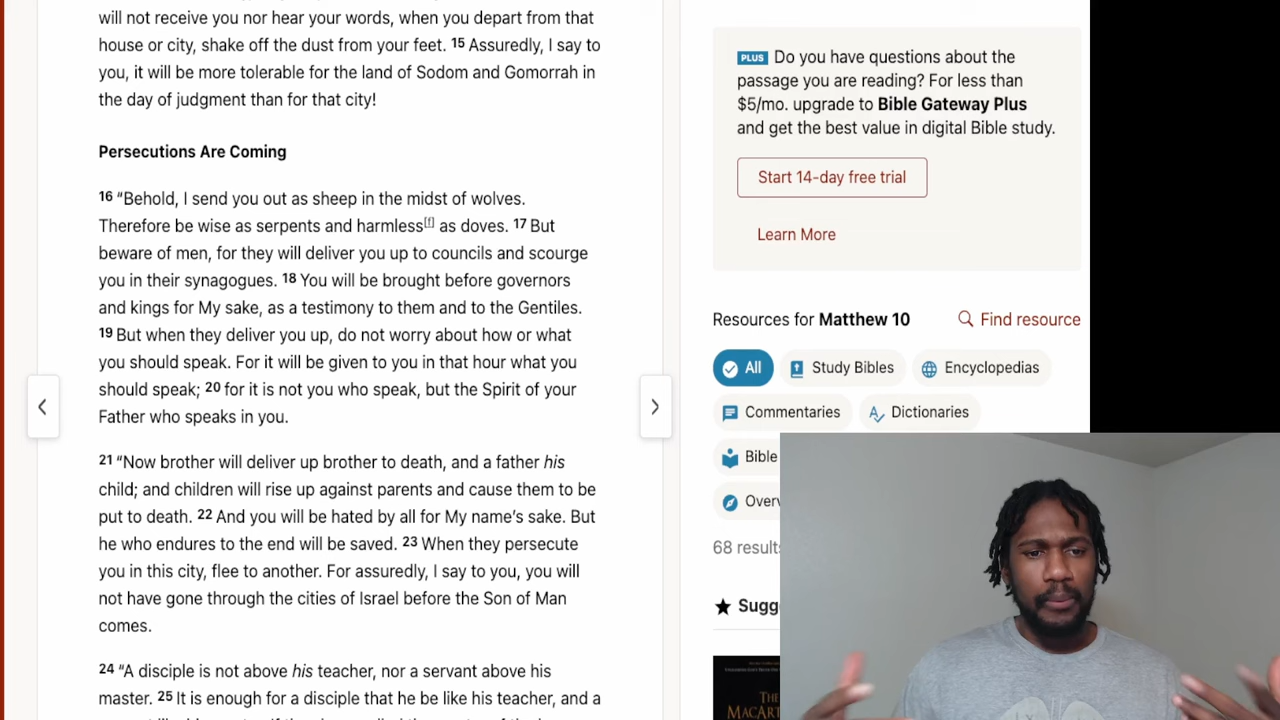 will not receive you nor hear your words, when you depart from that
house or city, shake off the dust from your feet. 15 Assuredly, I say to
you, it will be more tolerable for the land of Sodom and Gomorrah in
the day of judgment than for that city!
Persecutions Are Coming
16 “Behold, I send you out as sheep in the midst of wolves.
Therefore be wise as serpents and harmless[f] as doves. 17 But
beware of men, for they will deliver you up to councils and scourge
you in their synagogues. 18 You will be brought before governors
and kings for My sake, as a testimony to them and to the Gentiles.
19 But when they deliver you up, do not worry about how or what
you should speak. For it will be given to you in that hour what you
should speak; 20 for it is not you who speak, but the Spirit of your
Father who speaks in you.
21 “Now brother will deliver up brother to death, and a father his
child; and children will rise up against parents and cause them to be
put to death. 22 And you will be hated by all for My name’s sake. But
he who endures to the end will be saved. 23 When they persecute
you in this city, flee to another. For assuredly, I say to you, you will
not have gone through the cities of Israel before the Son of Man
comes.
24 “A disciple is not above his teacher, nor a servant above his
master. 25 It is enough for a disciple that he be like his teacher, and a
PLUS Do you have questions about the
passage you are reading? For less than
$5/mo. upgrade to Bible Gateway Plus
and get the best value in digital Bible study.
Start 14-day free trial
Learn More
Resources for Matthew 10
Find resource
All
Study Bibles
Encyclopedias
Commentaries
Dictionaries
Bible
Overv
68 results
Sugg
THE
MACART